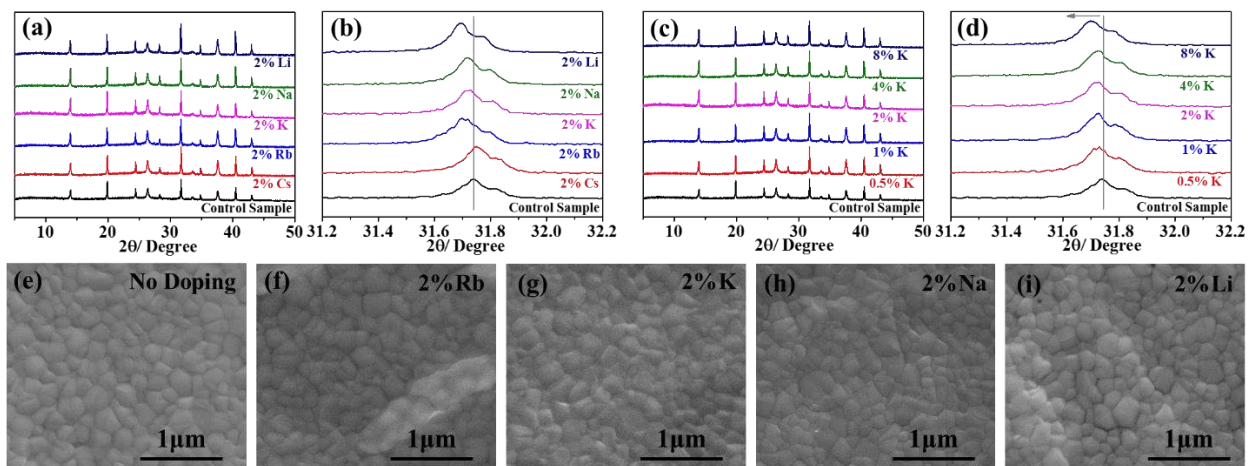 (a)
2% Li
2% Na
2% K
2% Rb
2% Cs
Control Sample
10 20 30 40 50
2θ/ Degree
(b)
2% Li
2% Na
2% K
2% Rb
2% Cs
Control Sample
31.2 31.4 31.6 31.8 32.0 32.2
2θ/ Degree
(c)
8% K
4% K
2% K
1% K
0.5% K
Control Sample
10 20 30 40 50
2θ/ Degree
(d)
8% K
4% K
2% K
1% K
0.5% K
Control Sample
31.2 31.4 31.6 31.8 32.0 32.2
2θ/ Degree
(e) No Doping
1μm
(f) 2%Rb
1μm
(g) 2%K
1μm
(h) 2%Na
1μm
(i) 2%Li
1μm